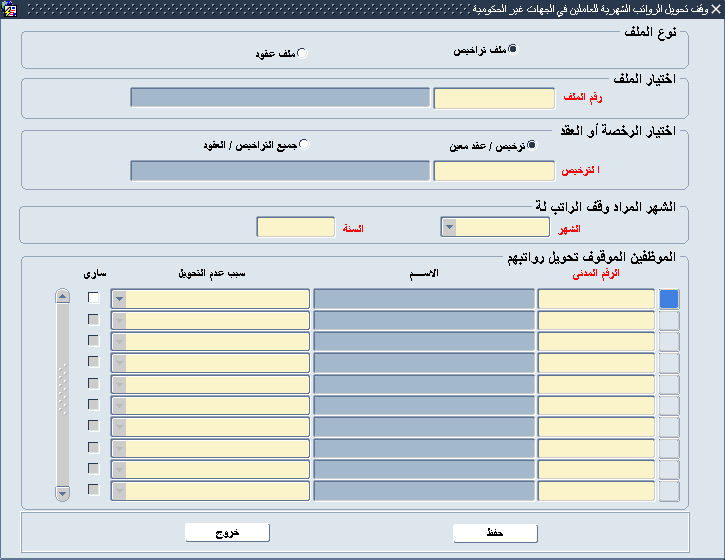 وقف تحويل الرواتب الشهرية للعاملين في الجهات غير الحكومية
نوع الملف
ملف تراخيص ملف عقود
اختيار الملف
رقم الملف
اختيار الرخصة أو العقد
ترخيص / عقد معين جميع التراخيص / العقود
الترخيص
الشهر المراد وقف الراتب لة
الشهر السنة
الموظفين الموقوف تحويل رواتبهم
الرقم المدنى الاســـم سبب عدم التحويل سارى
حفظ خروج